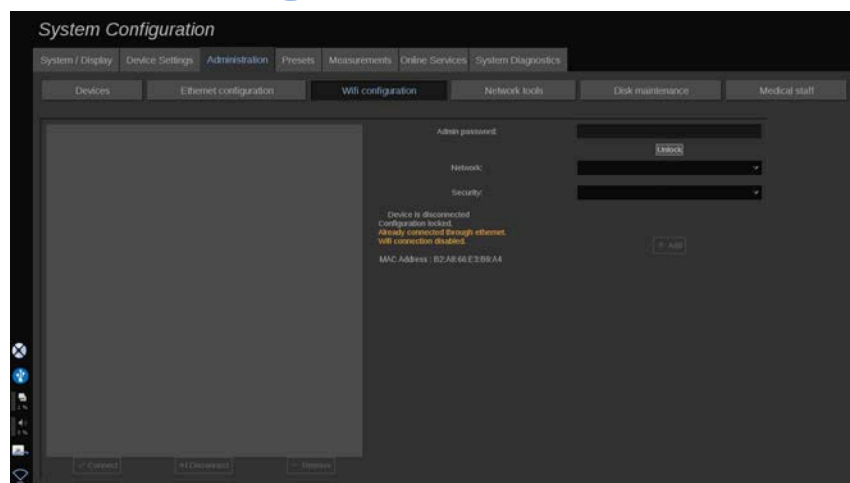 System Configuration
System / Display Device Settings Administration Presets Measurements Online Services System Diagnostics
Devices Ethernet configuration Wifi configuration Network tools Disk maintenance Medical staff
Admin password:
Unlock
Network:
Security:
Device is disconnected
Configuration locked.
Already connected through ethernet.
Wifi connection disabled.
Add
MAC Address : B2:A8:66:E3:B9:A4
Connect Disconnect Remove